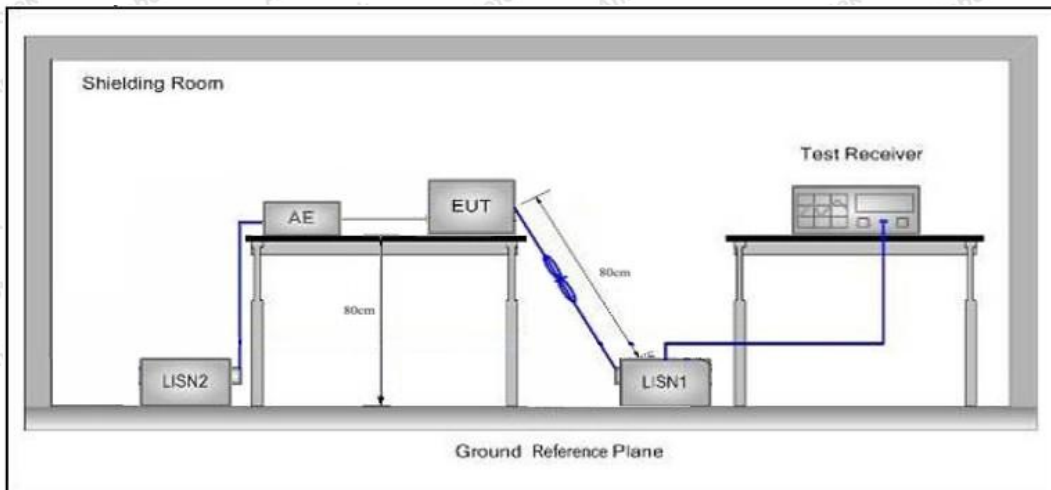 Shielding Room
Test Receiver
EUT
AE
80cm
80cm
LISN2
LISN1
Ground Reference Plane